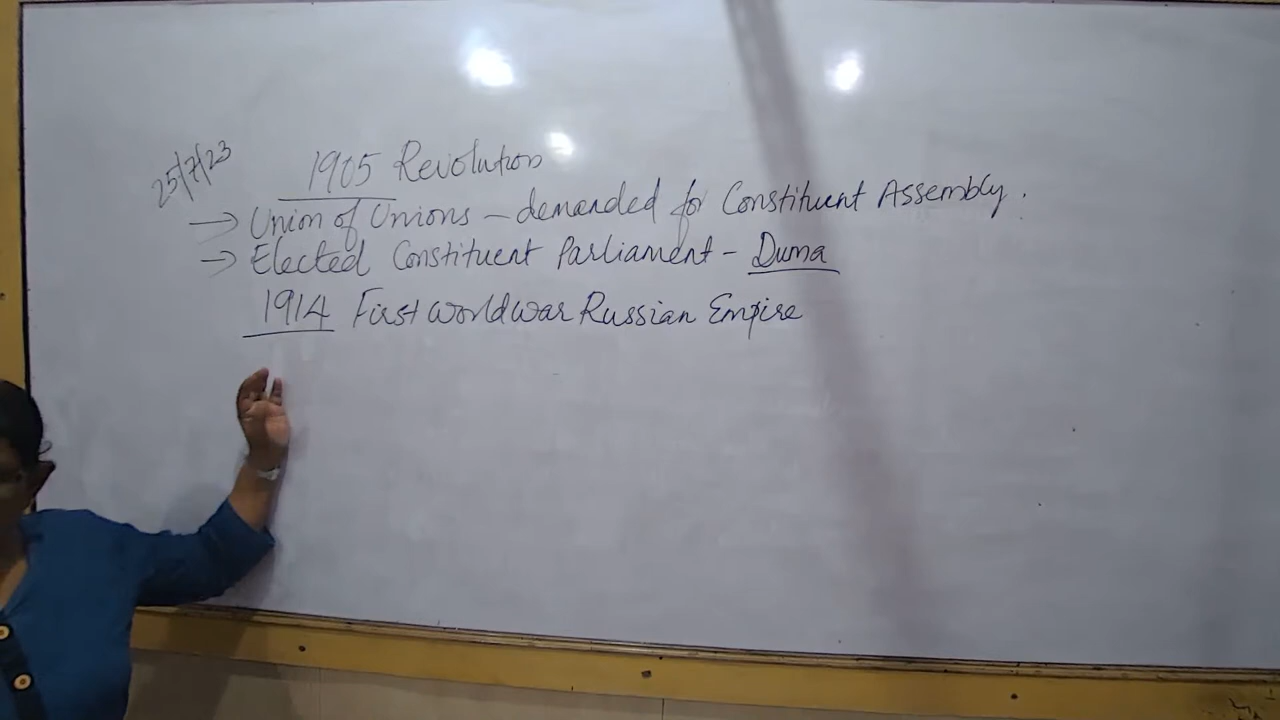 25/7/23
1905 Revolution
→ Union of Unions - demanded for Constituent Assembly.
→ Elected Constituent Parliament - Duma
1914 First World War Russian Empire